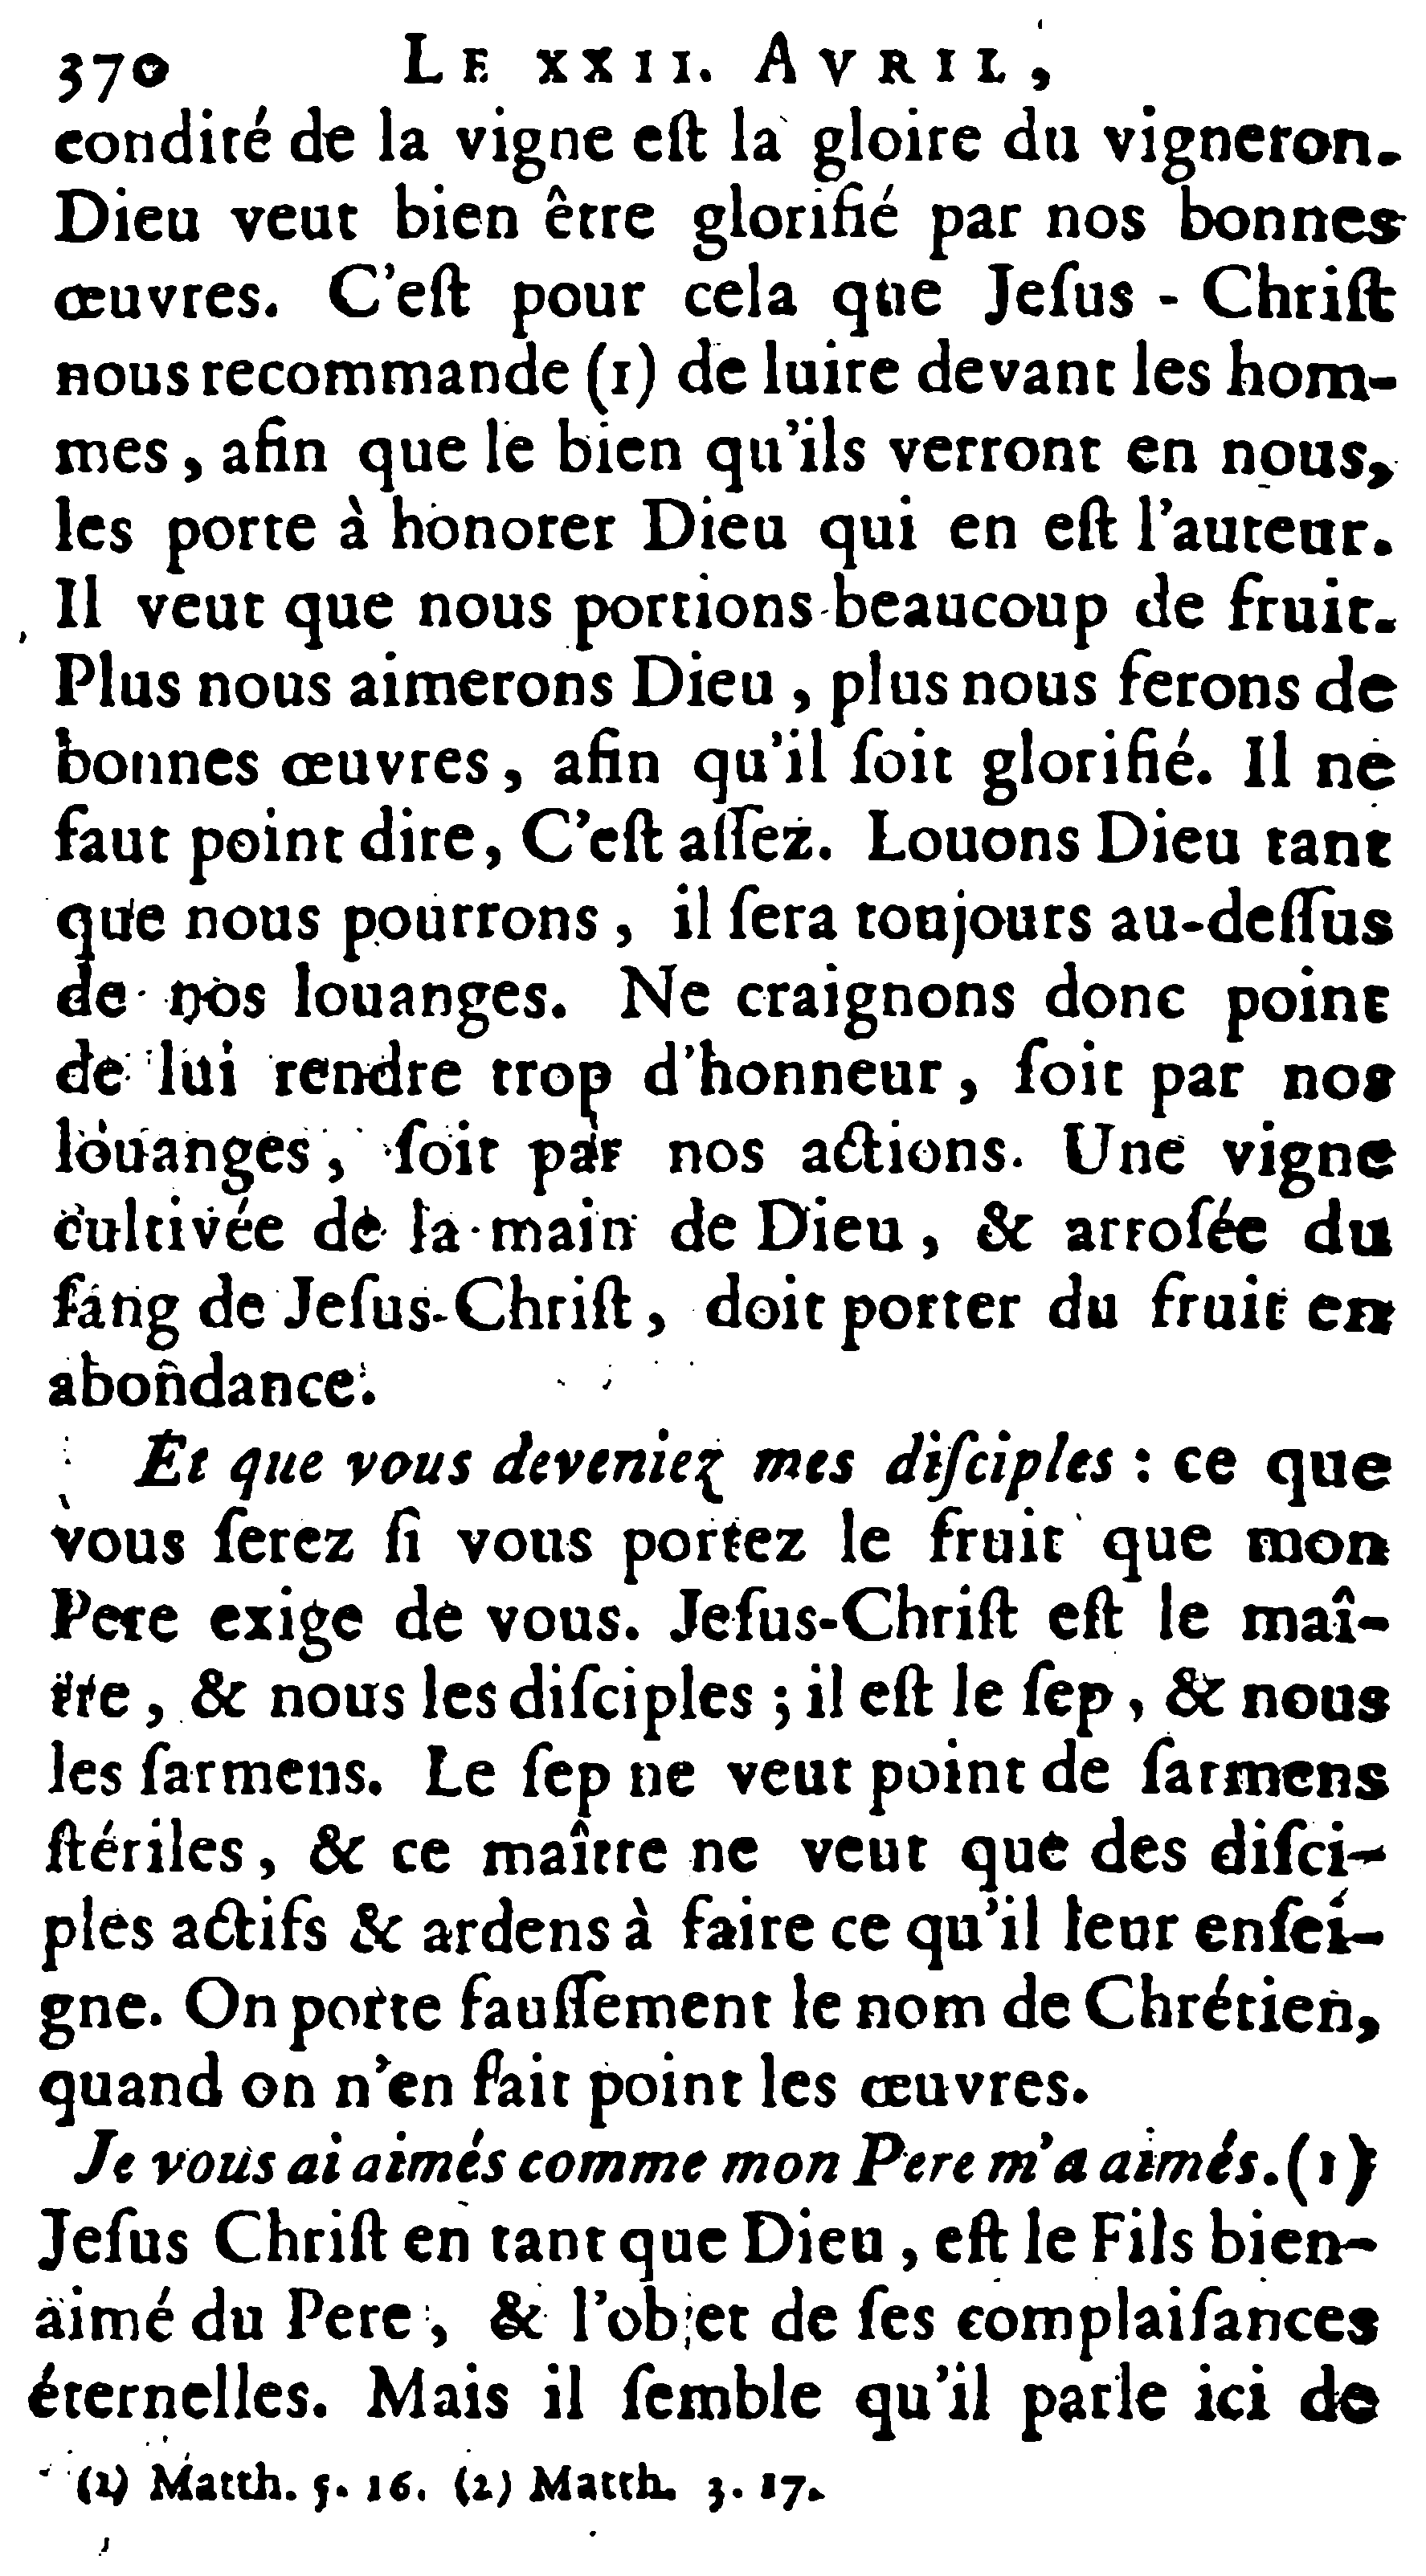 370 LE XXII. AVRIL,
condité de la vigne eſt la gloire du vigneron.
Dieu veut bien être glorifié par nos bonnes
œuvres. C'eſt pour cela que Jeſus - Chriſt
nous recommande (1) de luire devant les hom-
mes, afin que le bien qu'ils verront en nous,
les porte à honorer Dieu qui en eſt l'auteur.
Il veut que nous portions beaucoup de fruit.
Plus nous aimerons Dieu, plus nous ferons de
bonnes œuvres, afin qu'il ſoit glorifié. Il ne
faut point dire, C'eſt aſſez. Louons Dieu tant
que nous pourrons, il ſera toujours au-deſſus
de nos louanges. Ne craignons donc point
de lui rendre trop d'honneur, ſoit par nos
louanges, ſoit par nos actions. Une vigne
cultivée de la main de Dieu, & arroſée du
ſang de Jeſus-Chriſt, doit porter du fruit en
abondance.
Et que vous deveniez mes diſciples : ce que
vous ſerez ſi vous portez le fruit que mon
Pere exige de vous. Jeſus-Chriſt eſt le maî-
tre, & nous les diſciples ; il eſt le ſep, & nous
les ſarmens. Le ſep ne veut point de ſarmens
ſtériles, & ce maître ne veut que des diſci-
ples actifs & ardens à faire ce qu'il leur enſei-
gne. On porte fauſſement le nom de Chrétien,
quand on n'en fait point les œuvres.
Je vous ai aimés comme mon Pere m'a aimés. (1)
Jeſus Chriſt en tant que Dieu, eſt le Fils bien-
aimé du Pere, & l'objet de ſes complaiſances
éternelles. Mais il ſemble qu'il parle ici de
(1) Matth. 5. 16. (2) Matth. 3. 17.